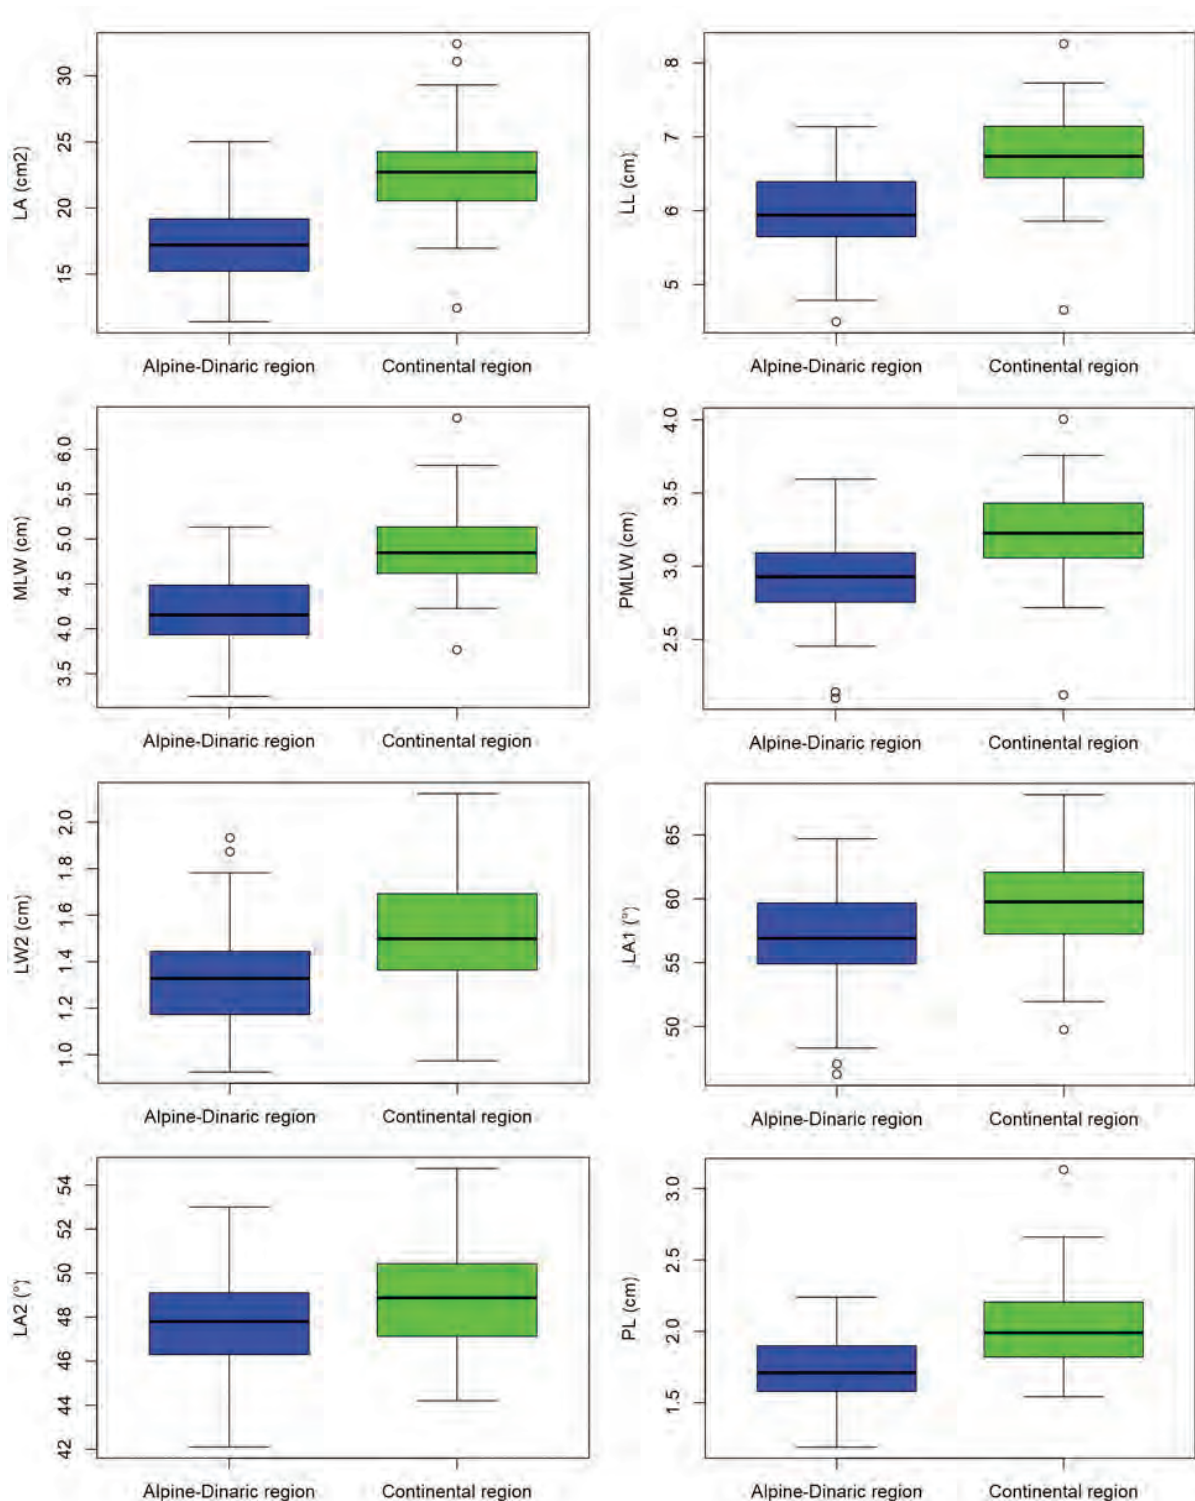 LA (cm2)
30
25
20
15
Alpine-Dinaric region Continental region
LL (cm)
8
7
6
5
Alpine-Dinaric region Continental region
MLW (cm)
6.0
5.5
5.0
4.5
4.0
3.5
Alpine-Dinaric region Continental region
PMLW (cm)
4.0
3.5
3.0
2.5
Alpine-Dinaric region Continental region
LW2 (cm)
2.0
1.8
1.6
1.4
1.2
1.0
Alpine-Dinaric region Continental region
LA1 (°)
65
60
55
50
Alpine-Dinaric region Continental region
LA2 (°)
54
52
50
48
46
44
42
Alpine-Dinaric region Continental region
PL (cm)
3.0
2.5
2.0
1.5
Alpine-Dinaric region Continental region